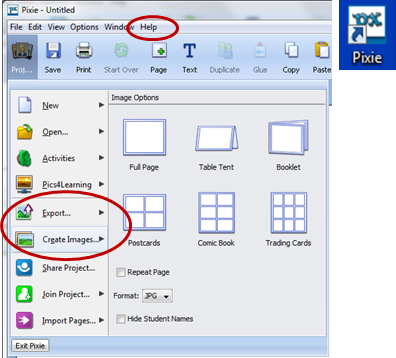 Pixie - Untitled
File Edit View Options Window Help
Proj... Save Print Start Over Page Text Duplicate Glue Copy Paste
Pixie
Image Options
New
Open...
Activities
Pics4Learning
Export...
Create Images...
Share Project...
Join Project...
Import Pages...
Full Page Table Tent Booklet
Postcards Comic Book Trading Cards
Repeat Page
Format: JPG
Hide Student Names
Exit Pixie